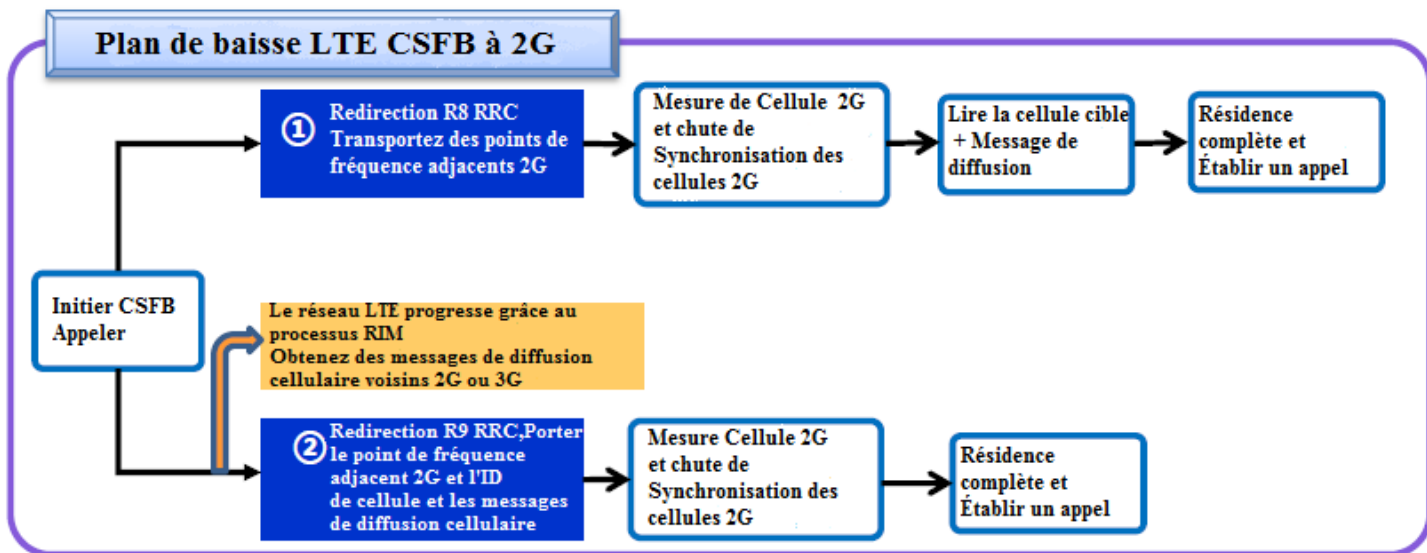 Plan de baisse LTE CSFB à 2G
①
Redirection R8 RRC
Transportez des points de
fréquence adjacents 2G
Mesure de Cellule 2G
et chute de
Synchronisation des
cellules 2G
Lire la cellule cible
+ Message de
diffusion
Résidence
complète et
Établir un appel
Initier CSFB
Appeler
Le réseau LTE progresse grâce au
processus RIM
Obtenez des messages de diffusion
cellulaire voisins 2G ou 3G
②
Redirection R9 RRC,Porter
le point de fréquence
adjacent 2G et l'ID
de cellule et les messages
de diffusion cellulaire
Mesure Cellule 2G
et chute de
Synchronisation des
cellules 2G
Résidence
complète et
Établir un appel